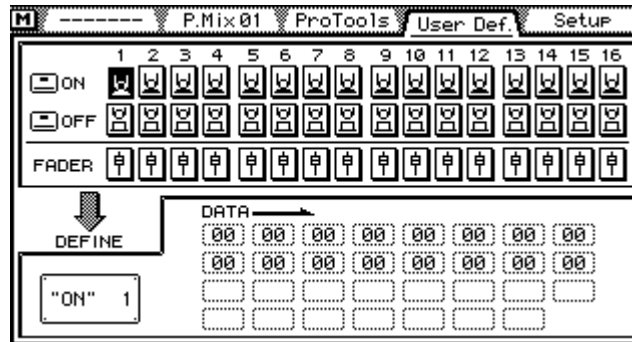 M ------- P.Mix01 ProTools User Def. Setup
1 2 3 4 5 6 7 8 9 10 11 12 13 14 15 16
ON
OFF
FADER
DATA
DEFINE
00 00 00 00 00 00 00 00
00 00 00 00 00 00 00 00
"ON" 1